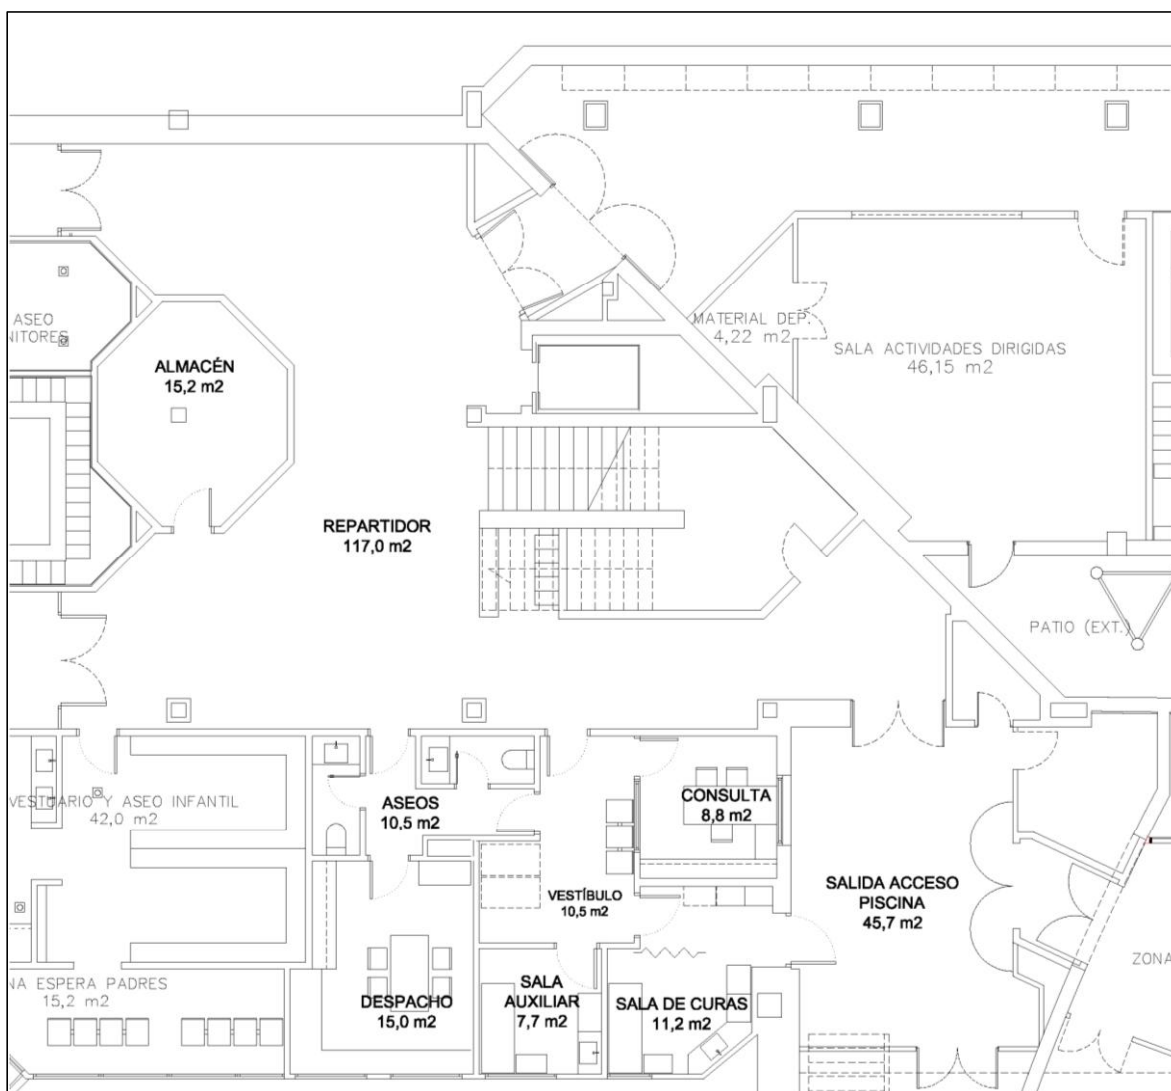 ASEO
NITORES
ALMACÉN
15,2 m2
MATERIAL DEP.
4,22 m2
SALA ACTIVIDADES DIRIGIDAS
46,15 m2
REPARTIDOR
117,0 m2
PATIO (EXT.)
VESTUARIO Y ASEO INFANTIL
42,0 m2
ASEOS
10,5 m2
CONSULTA
8,8 m2
VESTÍBULO
10,5 m2
SALIDA ACCESO
PISCINA
45,7 m2
NA ESPERA PADRES
15,2 m2
DESPACHO
15,0 m2
SALA
AUXILIAR
7,7 m2
SALA DE CURAS
11,2 m2
ZONA